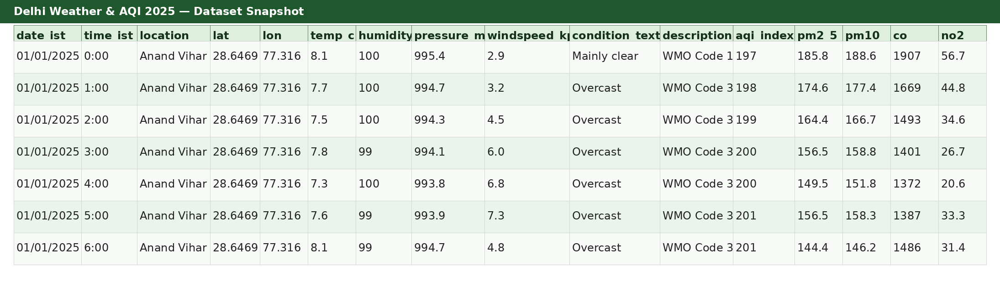 Delhi Weather & AQI 2025 — Dataset Snapshot
date_ist time_ist location lat lon temp_c humidity pressure_m windspeed_k condition_text description aqi_index pm2_5 pm10 co no2
01/01/2025 0:00 Anand Vihar 28.6469 77.316 8.1 100 995.4 2.9 Mainly clear WMO Code 1 197 185.8 188.6 1907 56.7
01/01/2025 1:00 Anand Vihar 28.6469 77.316 7.7 100 994.7 3.2 Overcast WMO Code 3 198 174.6 177.4 1669 44.8
01/01/2025 2:00 Anand Vihar 28.6469 77.316 7.5 100 994.3 4.5 Overcast WMO Code 3 199 164.4 166.7 1493 34.6
01/01/2025 3:00 Anand Vihar 28.6469 77.316 7.8 99 994.1 6.0 Overcast WMO Code 3 200 156.5 158.8 1401 26.7
01/01/2025 4:00 Anand Vihar 28.6469 77.316 7.3 100 993.8 6.8 Overcast WMO Code 3 200 149.5 151.8 1372 20.6
01/01/2025 5:00 Anand Vihar 28.6469 77.316 7.6 99 993.9 7.3 Overcast WMO Code 3 201 156.5 158.3 1387 33.3
01/01/2025 6:00 Anand Vihar 28.6469 77.316 8.1 99 994.7 4.8 Overcast WMO Code 3 201 144.4 146.2 1486 31.4